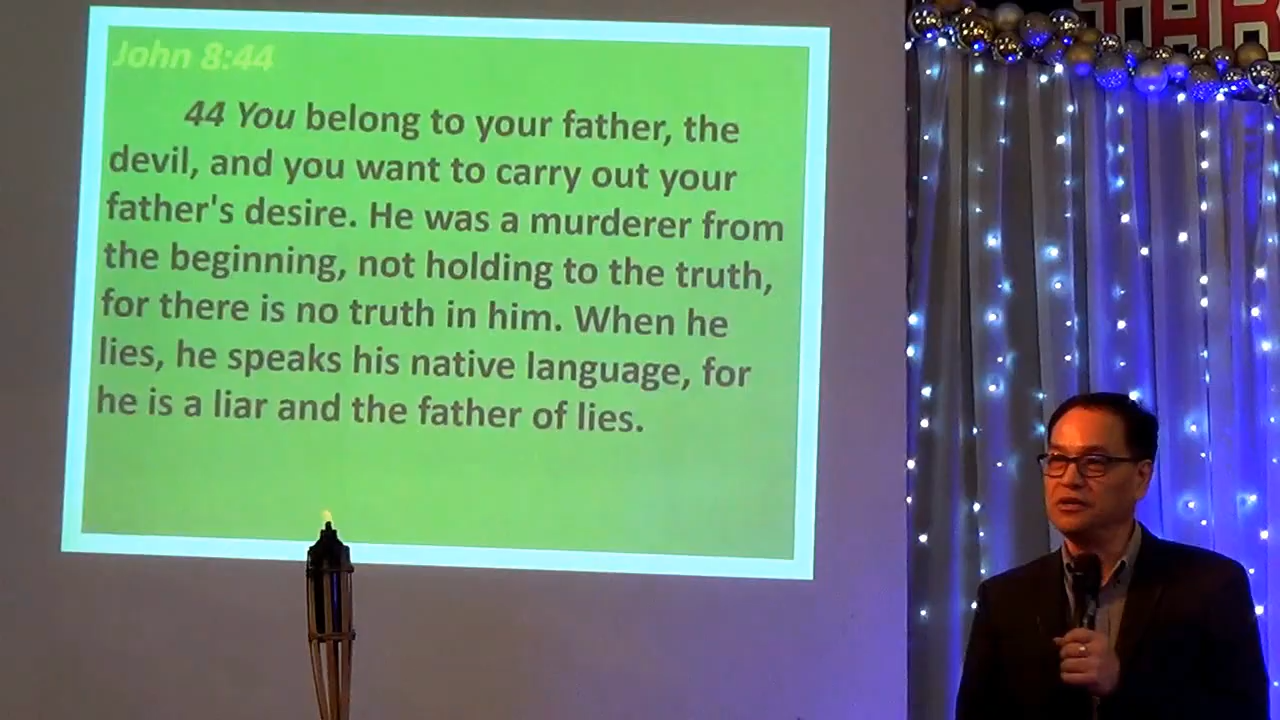 John 8:44
44 You belong to your father, the
devil, and you want to carry out your
father's desire. He was a murderer from
the beginning, not holding to the truth,
for there is no truth in him. When he
lies, he speaks his native language, for
he is a liar and the father of lies.